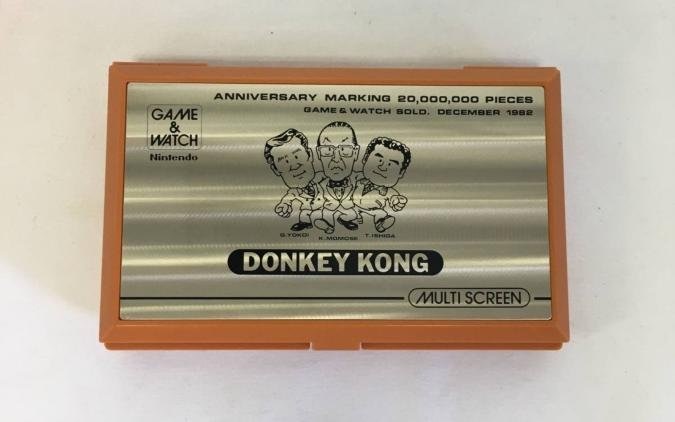 ANNIVERSARY MARKING 20,000,000 PIECES
GAME & WATCH SOLD. DECEMBER 1982
GAME
&
WATCH
Nintendo
G.YOKOI K.MOMOSE T.ISHIDA
DONKEY KONG
MULTI SCREEN